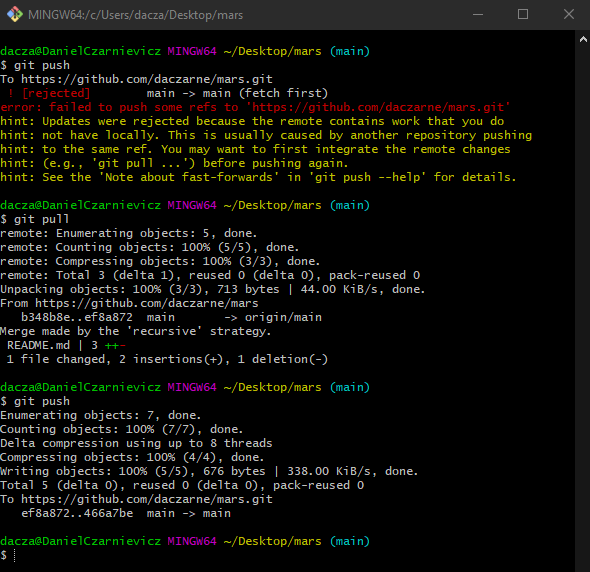 MINGW64:/c/Users/dacza/Desktop/mars
dacza@DanielCzarnievicz MINGW64 ~/Desktop/mars (main)
$ git push
To https://github.com/daczarne/mars.git
 ! [rejected]        main -> main (fetch first)
error: failed to push some refs to 'https://github.com/daczarne/mars.git'
hint: Updates were rejected because the remote contains work that you do
hint: not have locally. This is usually caused by another repository pushing
hint: to the same ref. You may want to first integrate the remote changes
hint: (e.g., 'git pull ...') before pushing again.
hint: See the 'Note about fast-forwards' in 'git push --help' for details.
dacza@DanielCzarnievicz MINGW64 ~/Desktop/mars (main)
$ git pull
remote: Enumerating objects: 5, done.
remote: Counting objects: 100% (5/5), done.
remote: Compressing objects: 100% (3/3), done.
remote: Total 3 (delta 1), reused 0 (delta 0), pack-reused 0
Unpacking objects: 100% (3/3), 713 bytes | 44.00 KiB/s, done.
From https://github.com/daczarne/mars
   b348b8e..ef8a872  main       -> origin/main
Merge made by the 'recursive' strategy.
 README.md | 3 ++-
 1 file changed, 2 insertions(+), 1 deletion(-)
dacza@DanielCzarnievicz MINGW64 ~/Desktop/mars (main)
$ git push
Enumerating objects: 7, done.
Counting objects: 100% (7/7), done.
Delta compression using up to 8 threads
Compressing objects: 100% (4/4), done.
Writing objects: 100% (5/5), 676 bytes | 338.00 KiB/s, done.
Total 5 (delta 0), reused 0 (delta 0), pack-reused 0
To https://github.com/daczarne/mars.git
   ef8a872..466a7be  main -> main
dacza@DanielCzarnievicz MINGW64 ~/Desktop/mars (main)
$